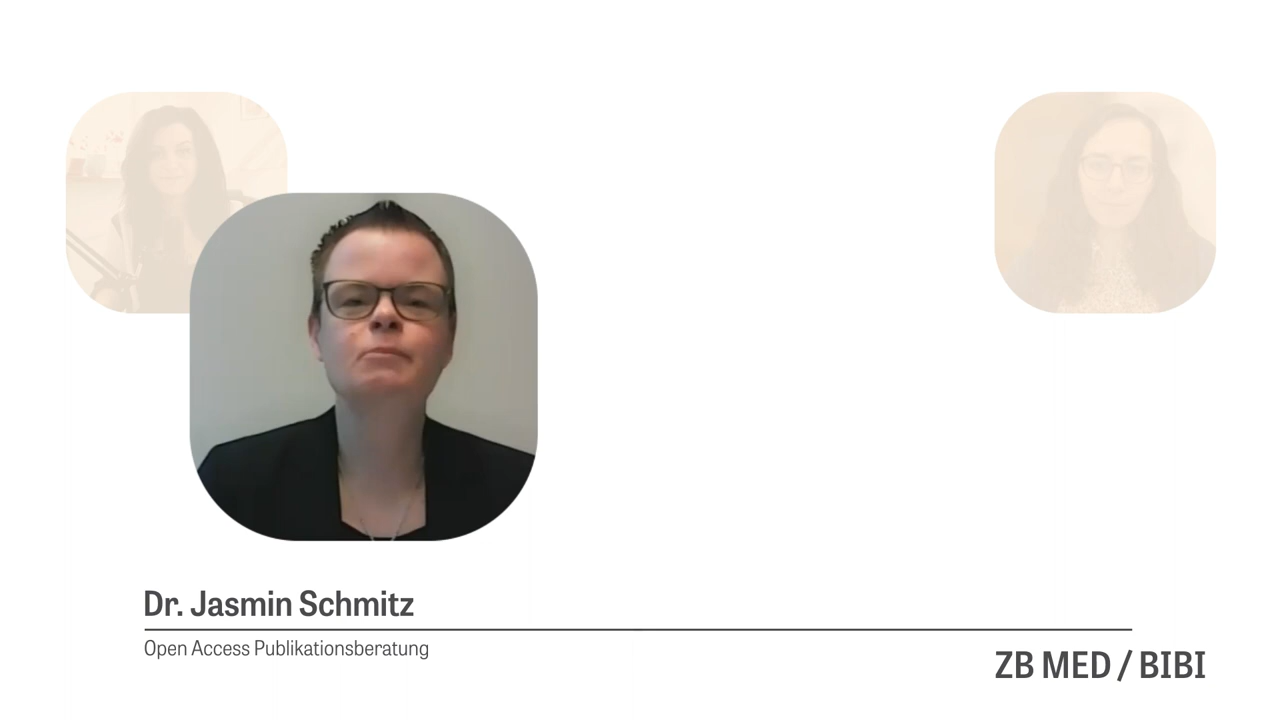 Dr. Jasmin Schmitz
Open Access Publikationsberatung
ZB MED / BIBI